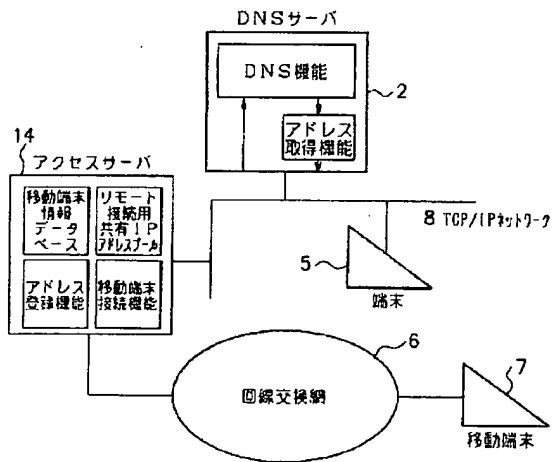 DNSサーバ
DNS機能
2
アドレス
取得機能
14
アクセスサーバ
移動端末
情報
データ
ベース
リモート
接続用
共有IP
アドレスプール
アドレス
登録機能
移動端末
接続機能
8 TCP/IPネットワーク
5
端末
6
回線交換網
7
移動端末